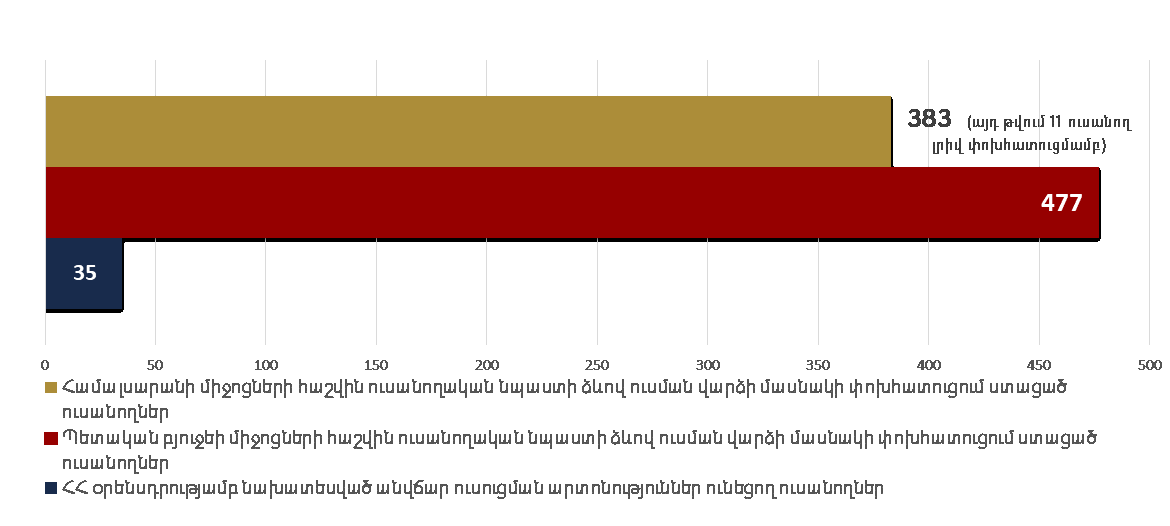 383 (այդ թվում 11 ուսանող
լրիվ փոխհատուցմամբ)
477
35
0 50 100 150 200 250 300 350 400 450 500
Համալսարանի միջոցների հաշվին ուսանողական նպաստի ձևով ուսման վարձի մասնակի փոխհատուցում ստացած
ուսանողներ
Պետական բյուջեի միջոցների հաշվին ուսանողական նպաստի ձևով ուսման վարձի մասնակի փոխհատուցում ստացած
ուսանողներ
ՀՀ օրենսդրությամբ նախատեսված անվճար ուսուցման արտոնություններ ունեցող ուսանողներ